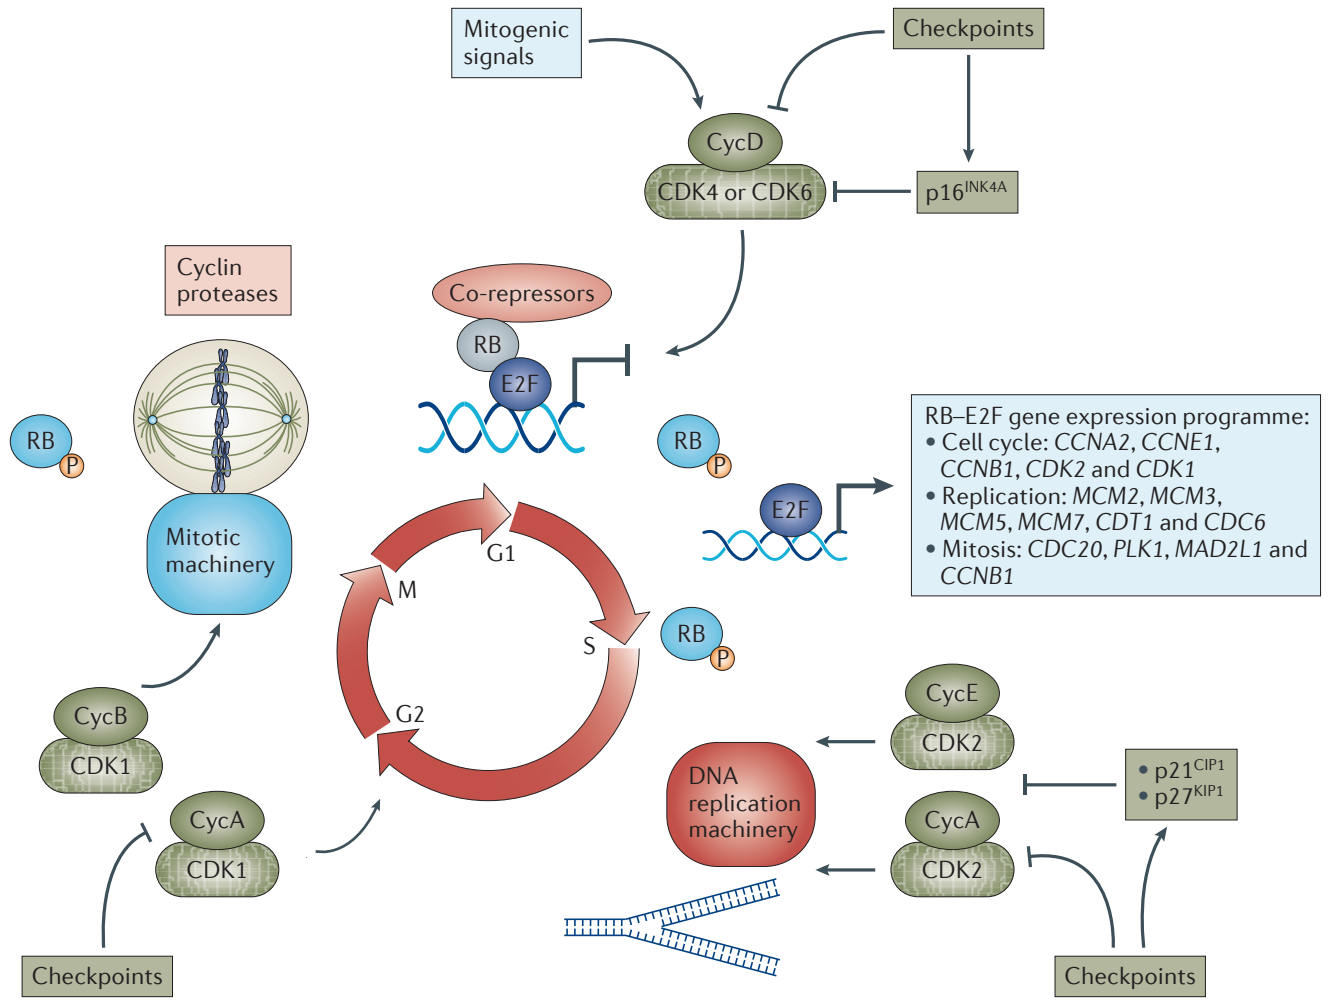 Mitogenic
signals
Checkpoints
CycD
CDK4 or CDK6
p16INK4A
Cyclin
proteases
Co-repressors
RB
E2F
RB
P
Mitotic
machinery
RB
P
E2F
RB–E2F gene expression programme:
• Cell cycle: CCNA2, CCNE1,
CCNB1, CDK2 and CDK1
• Replication: MCM2, MCM3,
MCM5, MCM7, CDT1 and CDC6
• Mitosis: CDC20, PLK1, MAD2L1 and
CCNB1
G1
M
S
G2
RB
P
CycB
CDK1
CycA
CDK1
Checkpoints
DNA
replication
machinery
CycE
CDK2
CycA
CDK2
• p21CIP1
• p27KIP1
Checkpoints